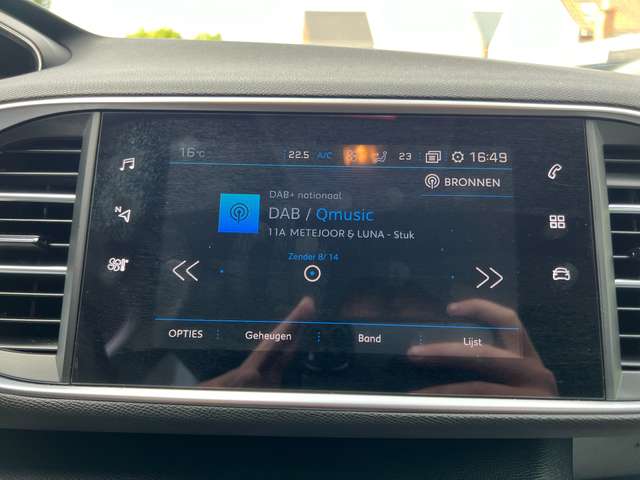 16°C 22.5 A/C 23 16:49
BRONNEN
DAB+ nationaal
DAB / Qmusic
11A METEJOOR & LUNA - Stuk
Zender 8/ 14
OPTIES Geheugen Band Lijst
N